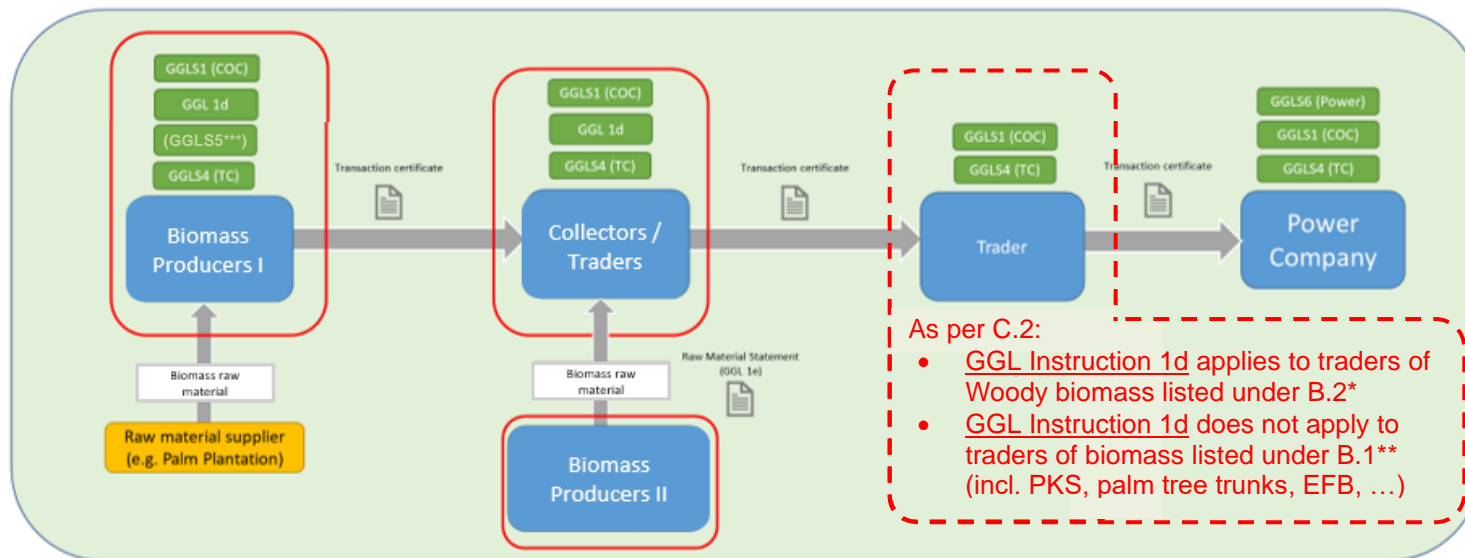 GGLS1 (COC)
GGL 1d
(GGLS5***)
GGLS4 (TC)
Biomass
Producers I
Biomass raw
material
Raw material supplier
(e.g. Palm Plantation)
Transaction certificate
GGLS1 (COC)
GGL 1d
GGLS4 (TC)
Collectors /
Traders
Biomass raw
material
Raw Material Statement
(GGL 1e)
Biomass
Producers II
Transaction certificate
GGLS1 (COC)
GGLS4 (TC)
Trader
Transaction certificate
GGLS6 (Power)
GGLS1 (COC)
GGLS4 (TC)
Power
Company
As per C.2:
• GGL Instruction 1d applies to traders of
Woody biomass listed under B.2*
• GGL Instruction 1d does not apply to
traders of biomass listed under B.1**
(incl. PKS, palm tree trunks, EFB, …)